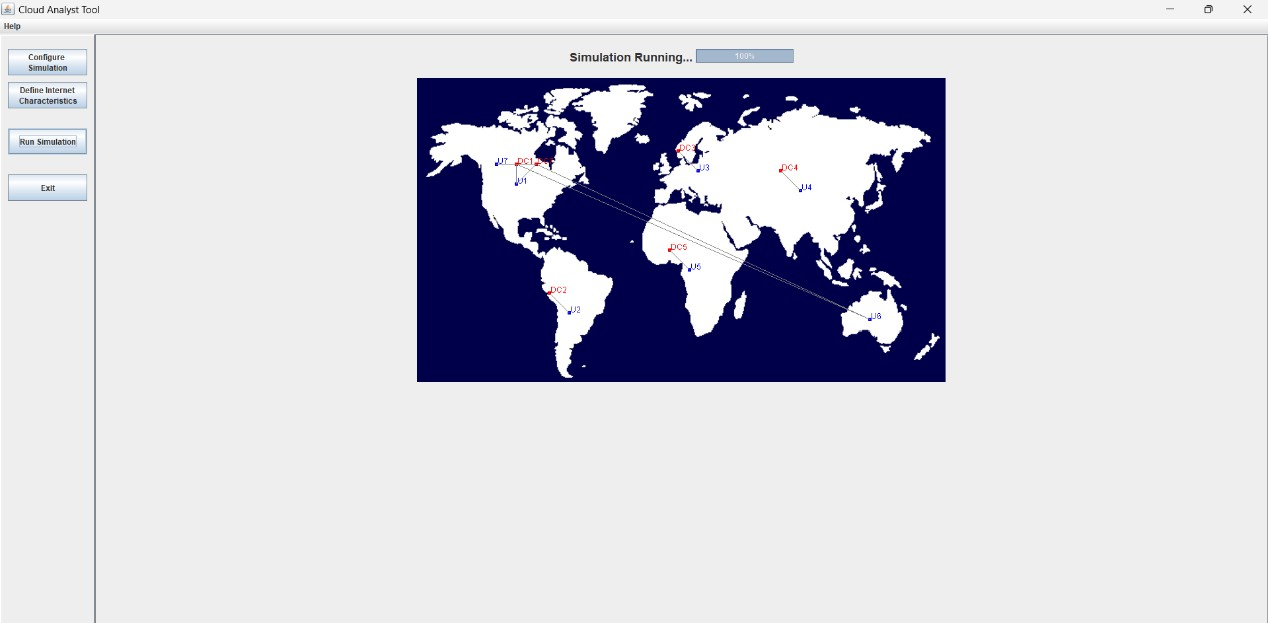 Cloud Analyst Tool
Help
Configure
Simulation
Define Internet
Characteristics
Run Simulation
Exit
Simulation Running... 100%
U7
DC1
U1
DC3
U3
DC4
U4
DC5
U5
DC2
U2
U6